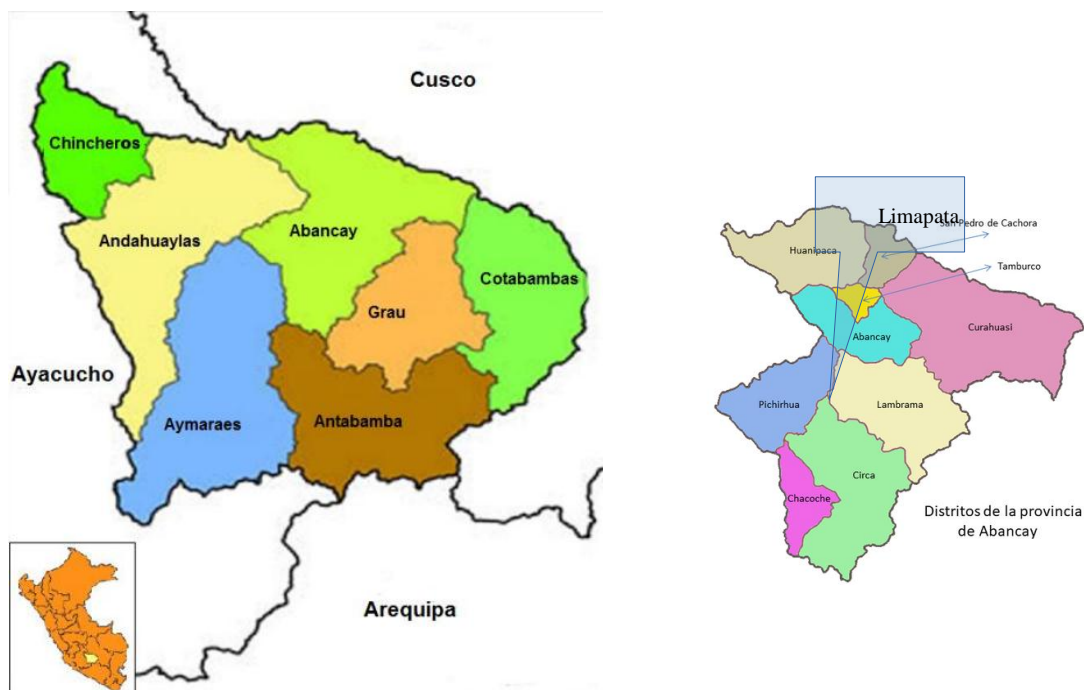 Cusco
Chincheros
Andahuaylas
Abancay
Cotabambas
Grau
Ayacucho
Aymaraes
Antabamba
Arequipa
Limapata
San Pedro de Cachora
Huanipaca
Tamburco
Abancay
Curahuasi
Pichirhua
Lambrama
Circa
Chacoche
Distritos de la provincia
de Abancay